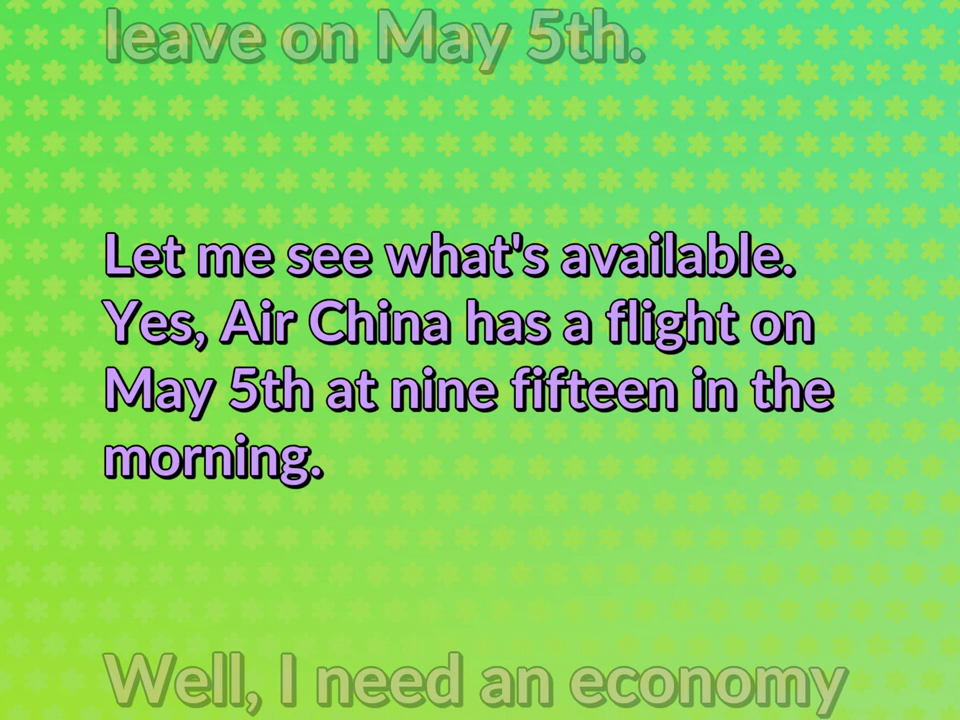 leave on May 5th.
Let me see what's available.
Yes, Air China has a flight on
May 5th at nine fifteen in the
morning.
Well, I need an economy